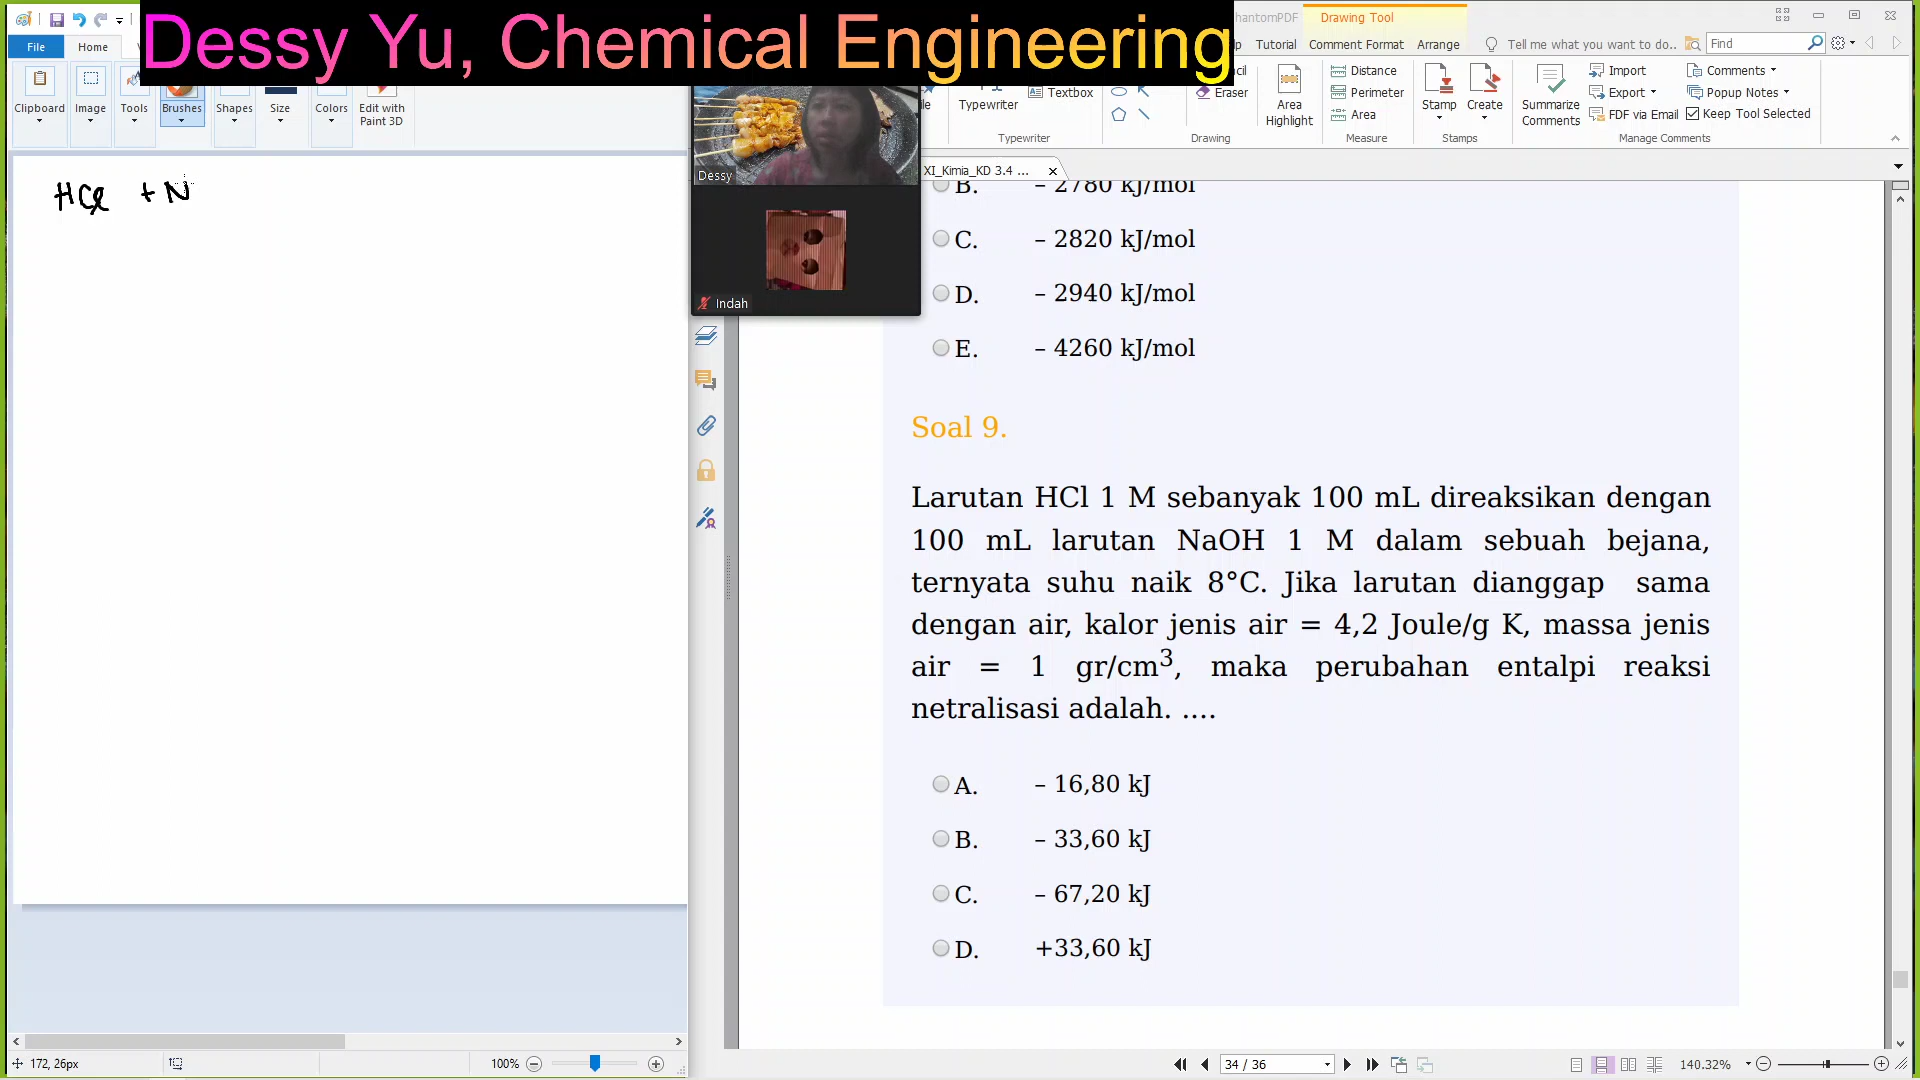 Dessy Yu, Chemical Engineering
hantomPDF
Drawing Tool
File
Home
Tutorial
Comment Format
Arrange
Tell me what you want to do..
Find
Clipboard
Image
Tools
Brushes
Shapes
Size
Colors
Edit with
Paint 3D
Typewriter
Textbox
Typewriter
Eraser
Drawing
Area
Highlight
Distance
Perimeter
Area
Measure
Stamp
Create
Stamps
Summarize
Comments
Import
Export
FDF via Email
Comments
Popup Notes
Keep Tool Selected
Manage Comments
XI_Kimia_KD 3.4 ...
Dessy
Indah
HCl + N
B. – 2780 kJ/mol
C. – 2820 kJ/mol
D. – 2940 kJ/mol
E. – 4260 kJ/mol
Soal 9.
Larutan HCl 1 M sebanyak 100 mL direaksikan dengan
100 mL larutan NaOH 1 M dalam sebuah bejana,
ternyata suhu naik 8°C. Jika larutan dianggap sama
dengan air, kalor jenis air = 4,2 Joule/g K, massa jenis
air = 1 gr/cm³, maka perubahan entalpi reaksi
netralisasi adalah. ....
A. – 16,80 kJ
B. – 33,60 kJ
C. – 67,20 kJ
D. +33,60 kJ
172, 26px
100%
34 / 36
140.32%